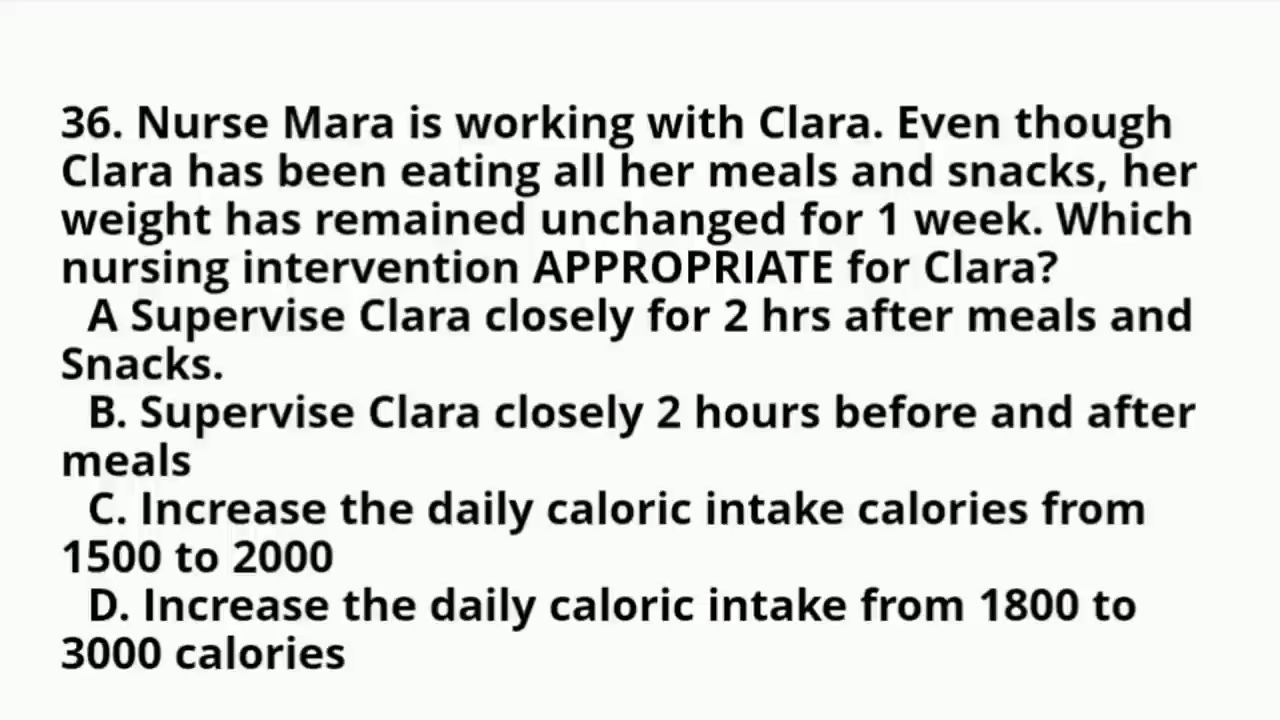 36. Nurse Mara is working with Clara. Even though
Clara has been eating all her meals and snacks, her
weight has remained unchanged for 1 week. Which
nursing intervention APPROPRIATE for Clara?
A Supervise Clara closely for 2 hrs after meals and
Snacks.
B. Supervise Clara closely 2 hours before and after
meals
C. Increase the daily caloric intake calories from
1500 to 2000
D. Increase the daily caloric intake from 1800 to
3000 calories